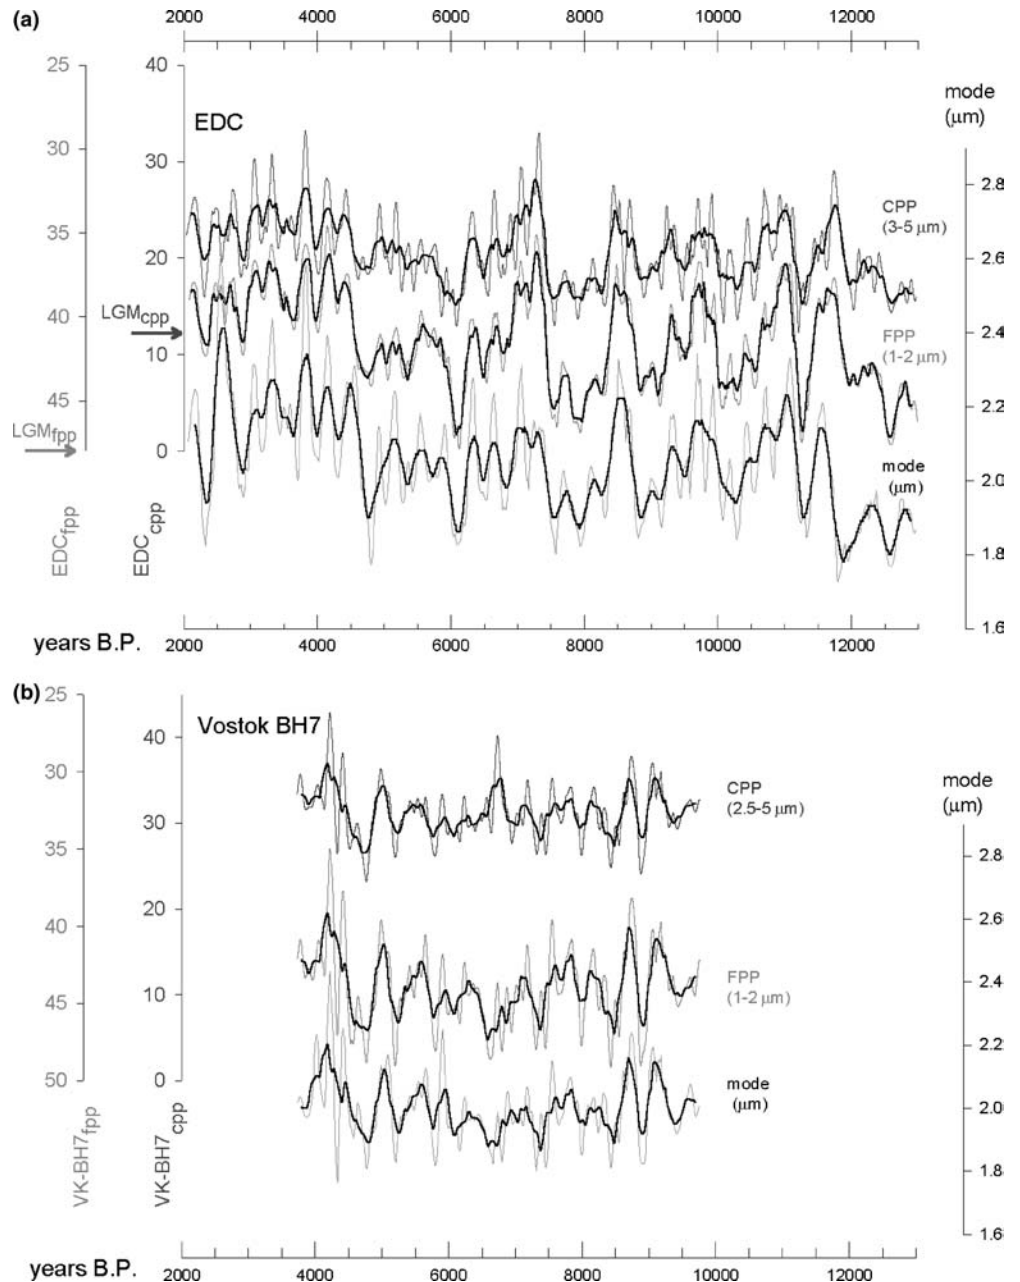 (a)
2000 4000 6000 8000 10000 12000
25 40
mode
(μm)
EDC
30 30
2.8
CPP
(3-5 μm)
35
20 2.6
LGMcpp
40
2.4
FPP
(1-2 μm)
10
45
2.2
LGMfpp
0
mode
(μm)
2.0
EDCfpp
EDCcpp
1.8
1.6
years B.P.
2000 4000 6000 8000 10000 12000
(b)
25
Vostok BH7
40
30
mode
(μm)
CPP
(2.5-5 μm)
30
35
2.8
20
40
2.6
FPP
(1-2 μm)
2.4
10
45
2.2
50 0
mode
(μm)
2.0
VK-BH7fpp
VK-BH7cpp
1.8
1.6
years B.P.
2000 4000 6000 8000 10000 12000